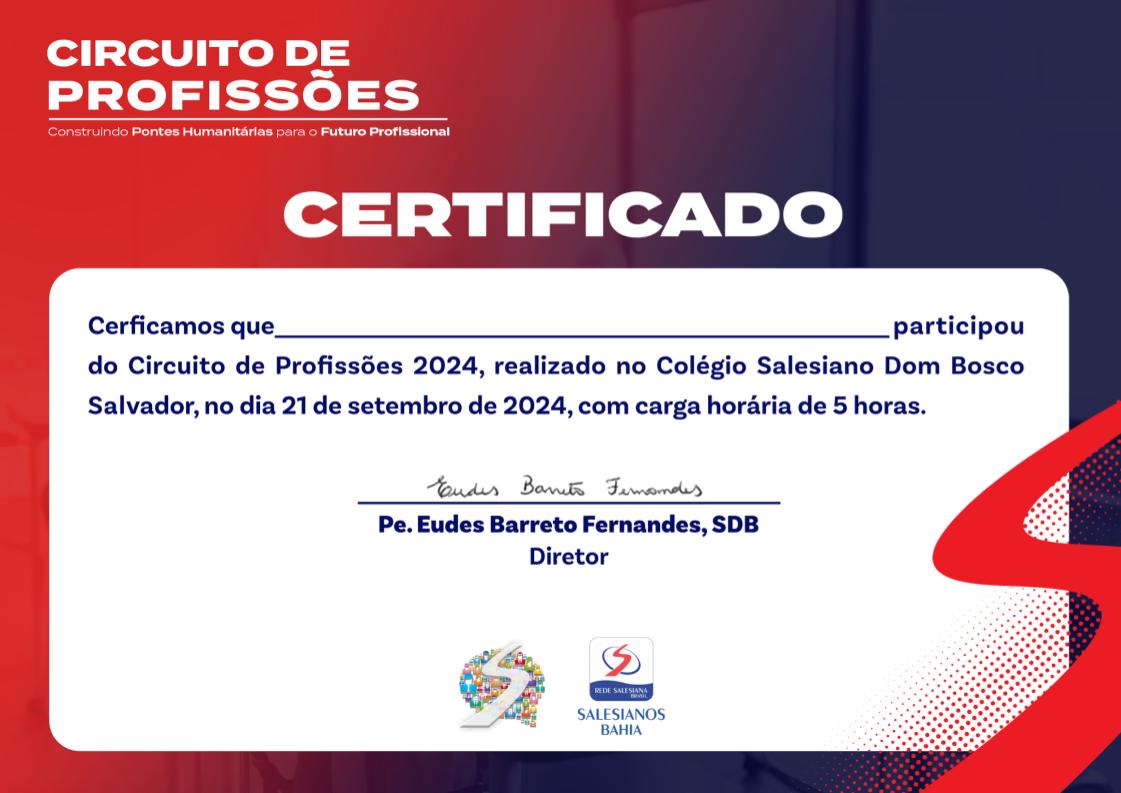 CIRCUITO DE
PROFISSÕES
Construindo Pontes Humanitárias para o Futuro Profissional
CERTIFICADO
Cerficamos que____________________ participou
do Circuito de Profissões 2024, realizado no Colégio Salesiano Dom Bosco
Salvador, no dia 21 de setembro de 2024, com carga horária de 5 horas.
Eudes Barreto Fernandes
Pe. Eudes Barreto Fernandes, SDB
Diretor
REDE SALESIANA
BRASIL
SALESIANOS
BAHIA